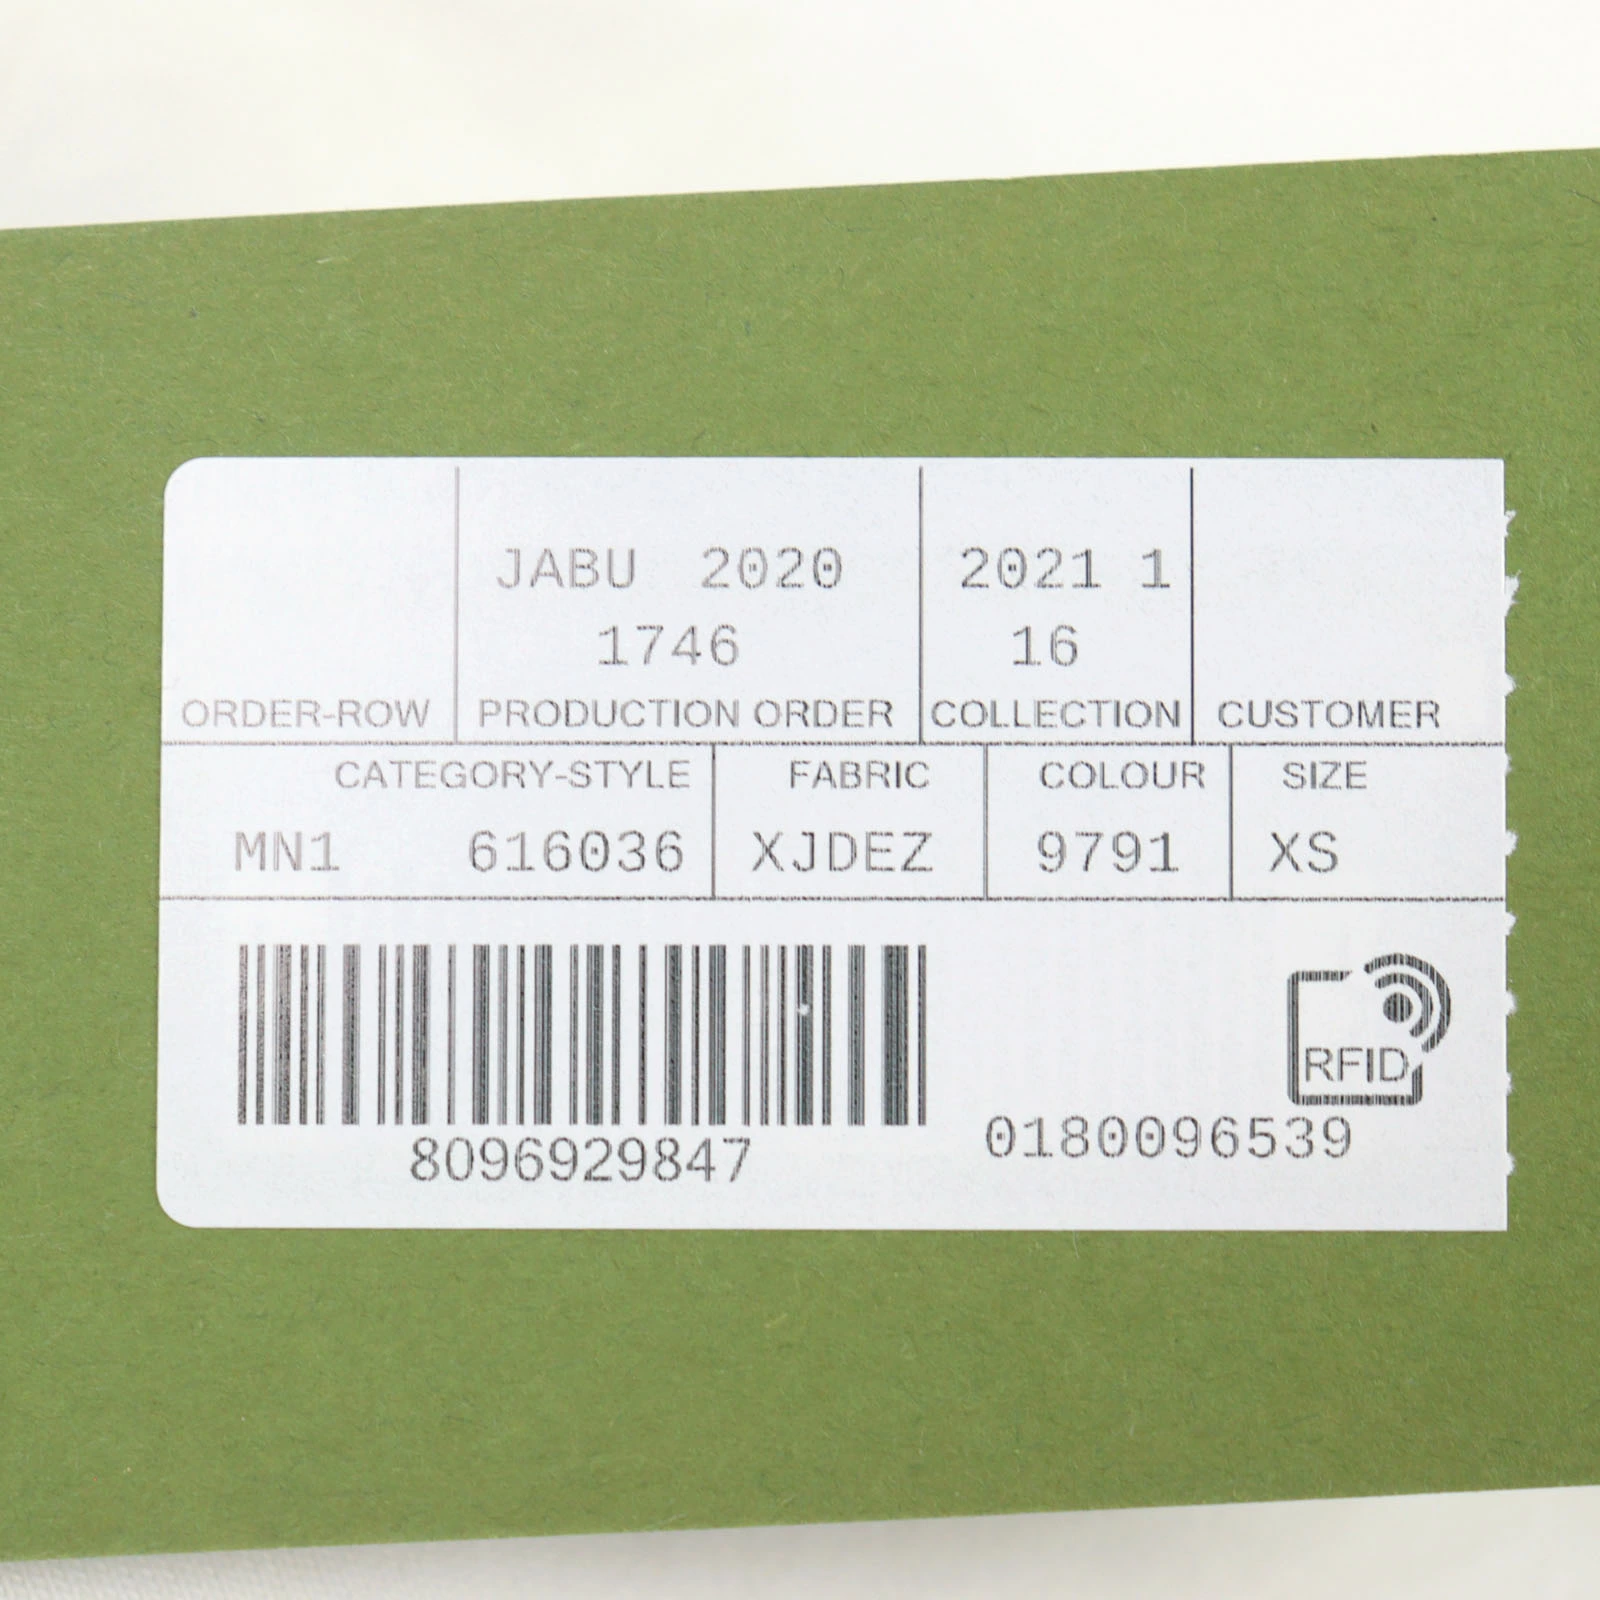 JABU 2020 2021 1
1746 16
ORDER-ROW PRODUCTION ORDER COLLECTION CUSTOMER
CATEGORY-STYLE FABRIC COLOUR SIZE
MN1 616036 XJDEZ 9791 XS
RFID
8096929847 0180096539